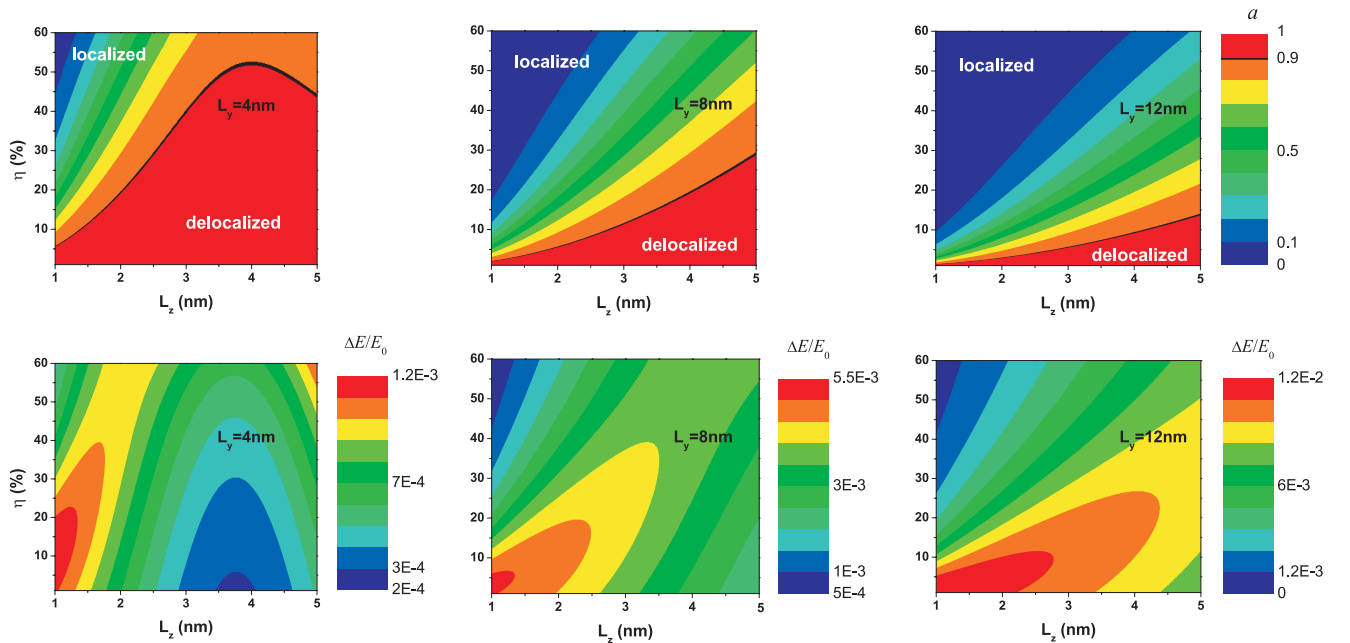 a
60
50
40
30
20
10
η (%)
localized
L_y=4nm
delocalized
1 2 3 4 5
L_z (nm)
60
50
40
30
20
10
localized
L_y=8nm
delocalized
1 2 3 4 5
L_z (nm)
60
50
40
30
20
10
localized
L_y=12nm
delocalized
1 2 3 4 5
L_z (nm)
1
0.9
0.5
0.1
0
60
50
40
30
20
10
η (%)
L_y=4nm
1 2 3 4 5
L_z (nm)
ΔE/E_0
1.2E-3
7E-4
3E-4
2E-4
60
50
40
30
20
10
L_y=8nm
1 2 3 4 5
L_z (nm)
ΔE/E_0
5.5E-3
3E-3
1E-3
5E-4
60
50
40
30
20
10
L_y=12nm
1 2 3 4 5
L_z (nm)
ΔE/E_0
1.2E-2
6E-3
1.2E-3
0